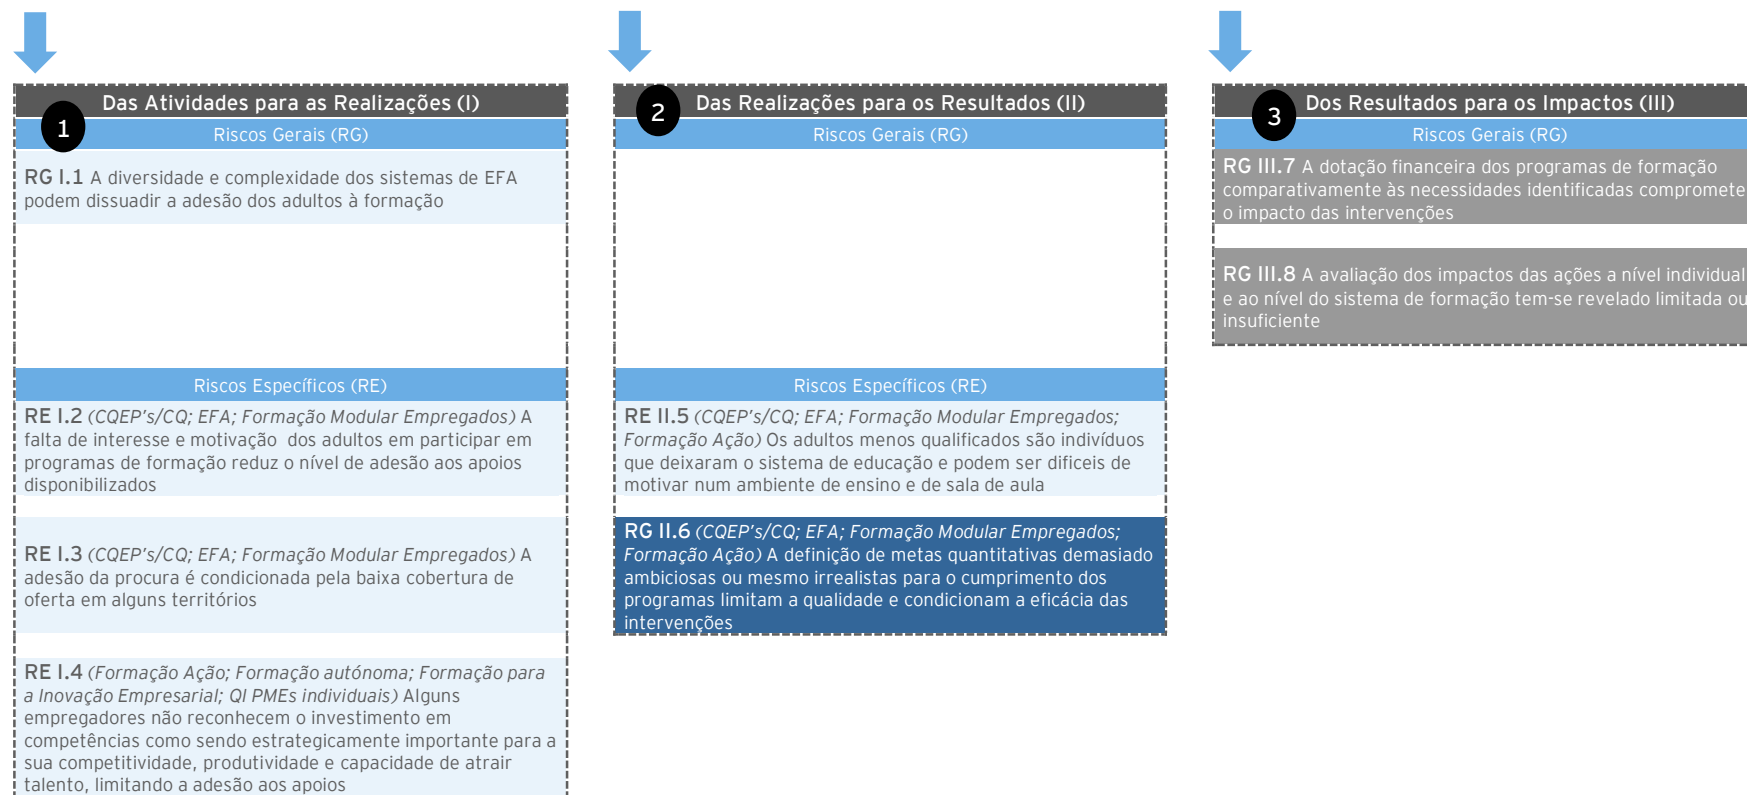 1
Das Atividades para as Realizações (I)
Riscos Gerais (RG)
RG I.1 A diversidade e complexidade dos sistemas de EFA
podem dissuadir a adesão dos adultos à formação
Riscos Específicos (RE)
RE I.2 (CQEP's/CQ; EFA; Formação Modular Empregados) A
falta de interesse e motivação dos adultos em participar em
programas de formação reduz o nível de adesão aos apoios
disponibilizados
RE I.3 (CQEP's/CQ; EFA; Formação Modular Empregados) A
adesão da procura é condicionada pela baixa cobertura de
oferta em alguns territórios
RE I.4 (Formação Ação; Formação autónoma; Formação para
a Inovação Empresarial; QI PMEs individuais) Alguns
empregadores não reconhecem o investimento em
competências como sendo estrategicamente importante para a
sua competitividade, produtividade e capacidade de atrair
talento, limitando a adesão aos apoios
2
Das Realizações para os Resultados (II)
Riscos Gerais (RG)
Riscos Específicos (RE)
RE II.5 (CQEP's/CQ; EFA; Formação Modular Empregados;
Formação Ação) Os adultos menos qualificados são indivíduos
que deixaram o sistema de educação e podem ser dificeis de
motivar num ambiente de ensino e de sala de aula
RG II.6 (CQEP's/CQ; EFA; Formação Modular Empregados;
Formação Ação) A definição de metas quantitativas demasiado
ambiciosas ou mesmo irrealistas para o cumprimento dos
programas limitam a qualidade e condicionam a eficácia das
intervenções
3
Dos Resultados para os Impactos (III)
Riscos Gerais (RG)
RG III.7 A dotação financeira dos programas de formação
comparativamente às necessidades identificadas compromete
o impacto das intervenções
RG III.8 A avaliação dos impactos das ações a nível individual
e ao nível do sistema de formação tem-se revelado limitada ou
insuficiente